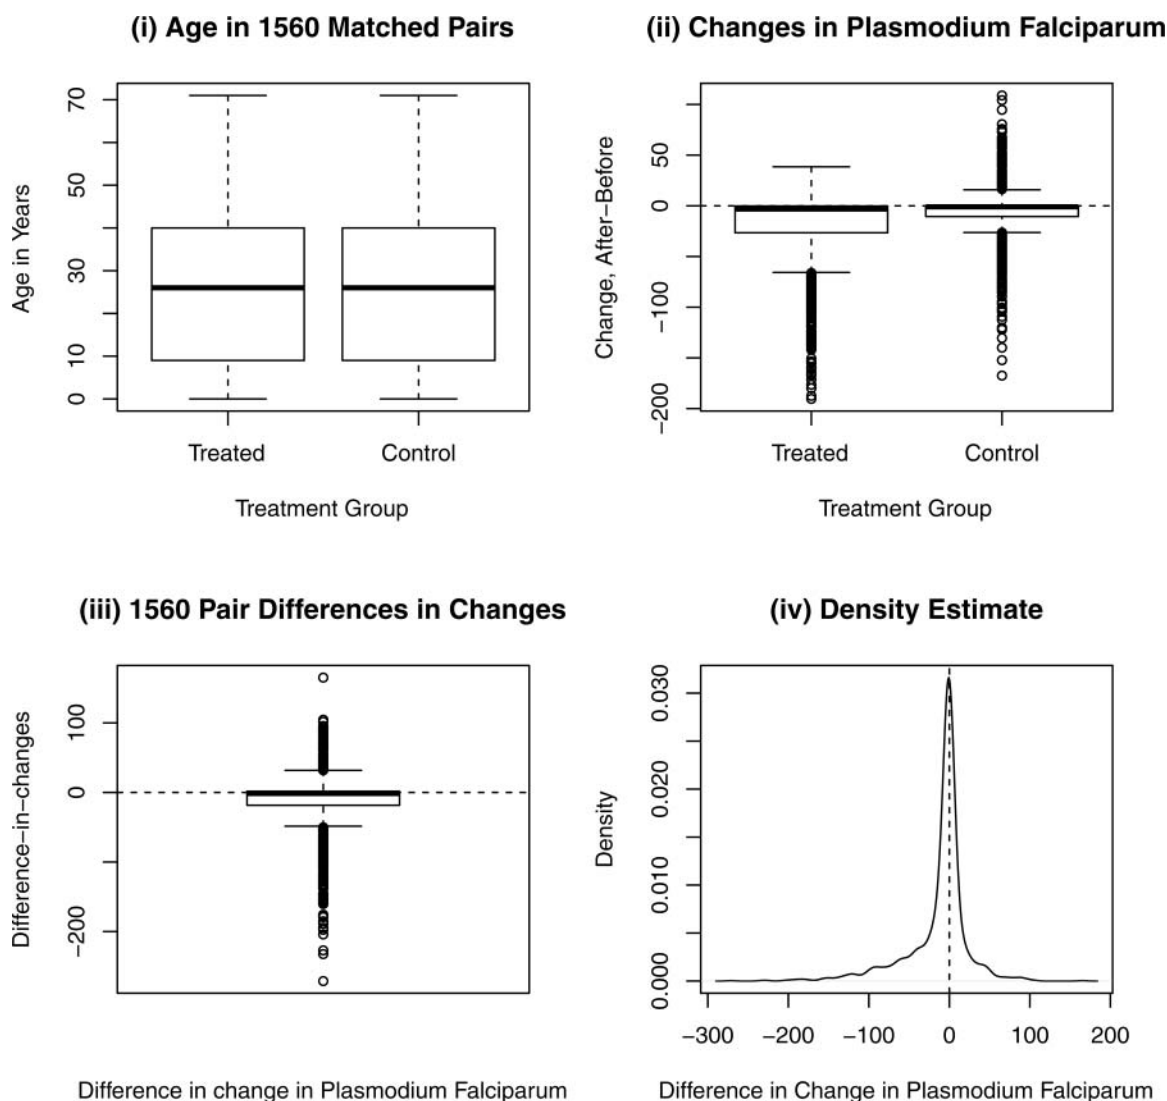 (i) Age in 1560 Matched Pairs
Age in Years
70
50
30
10
0
Treated
Control
Treatment Group
(ii) Changes in Plasmodium Falciparum
Change, After−Before
50
0
−100
−200
Treated
Control
Treatment Group
(iii) 1560 Pair Differences in Changes
Difference−in−changes
100
0
−200
Difference in change in Plasmodium Falciparum
(iv) Density Estimate
Density
0.030
0.020
0.010
0.000
−300
−200
−100
0
100
200
Difference in Change in Plasmodium Falciparum